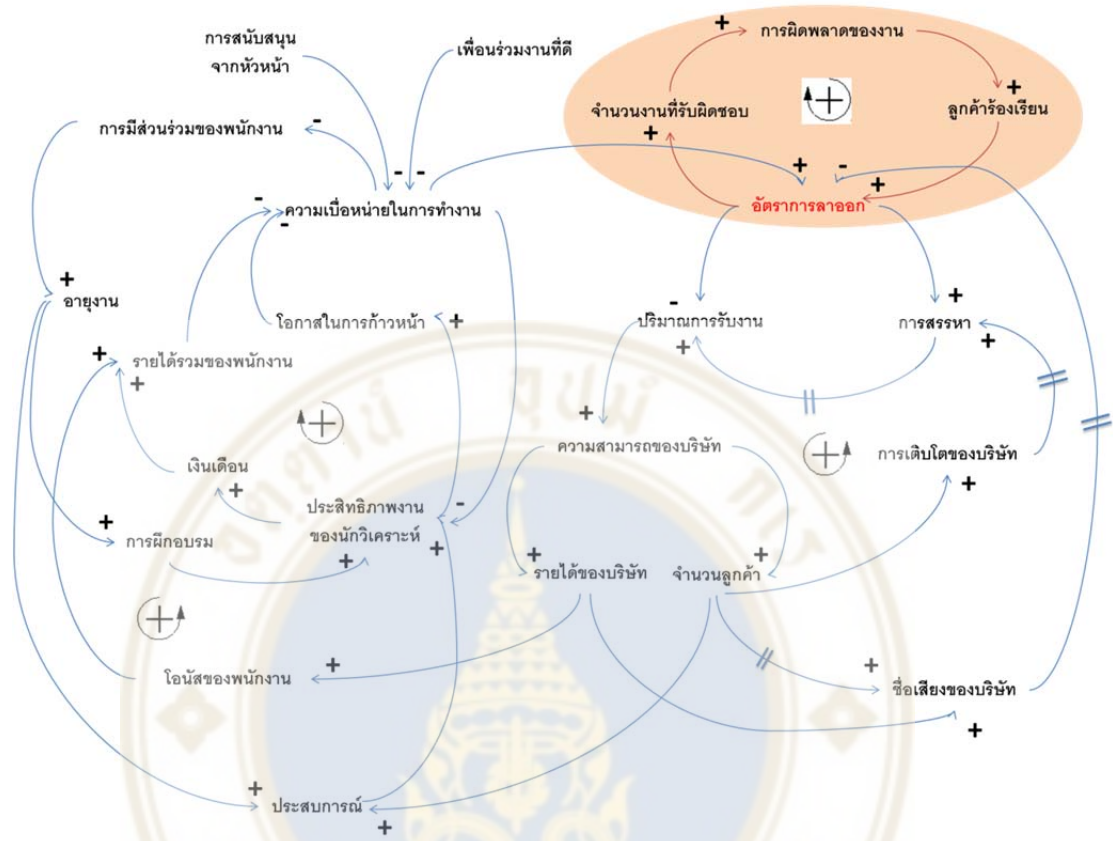 การผิดพลาดของงาน
การสนับสนุน
จากหัวหน้า
เพื่อนร่วมงานที่ดี
จำนวนงานที่รับผิดชอบ
ลูกค้าร้องเรียน
การมีส่วนร่วมของพนักงาน
ความเบื่อหน่ายในการทำงาน
อัตราการลาออก
อายุงาน
โอกาสในการก้าวหน้า
ปริมาณการรับงาน
การสรรหา
รายได้รวมของพนักงาน
ความสามารถของบริษัท
การเติบโตของบริษัท
เงินเดือน
ประสิทธิภาพงาน
ของนักวิเคราะห์
การฝึกอบรม
รายได้ของบริษัท
จำนวนลูกค้า
โอนัสของพนักงาน
ชื่อเสียงของบริษัท
ประสบการณ์